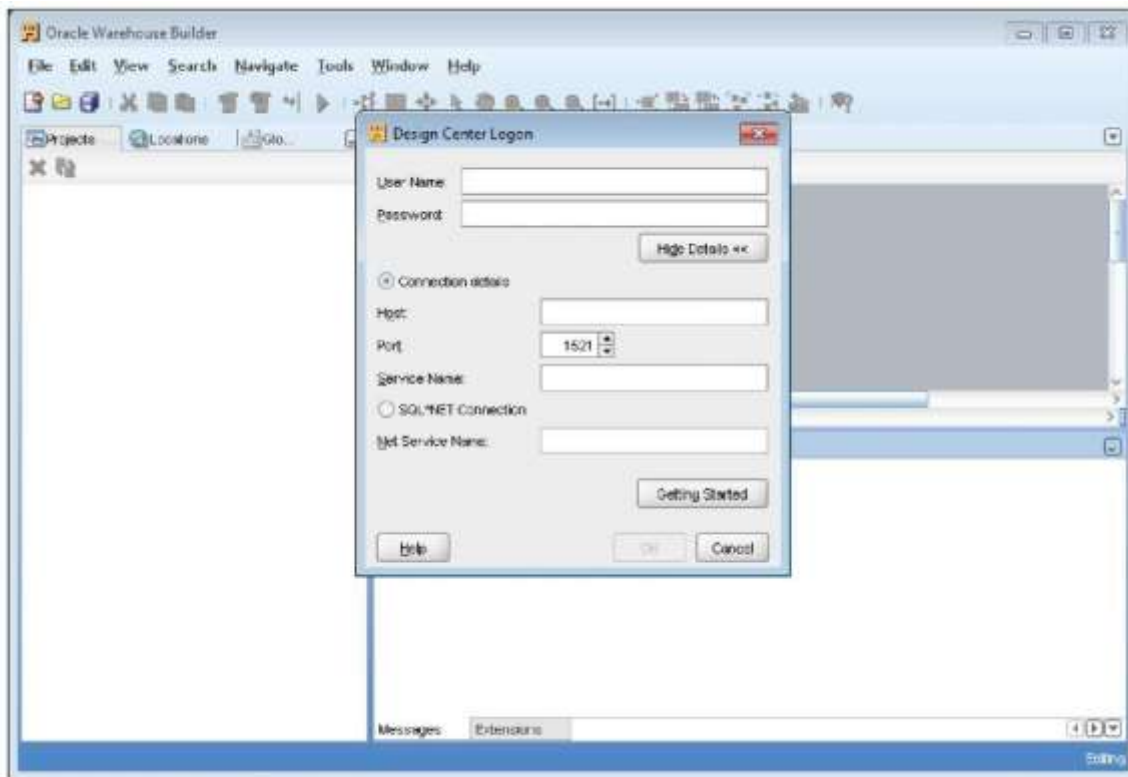 Oracle Warehouse Builder
File Edit View Search Navigate Tools Window Help
Projects Locations Glo...
Design Center Logon
User Name:
Password:
Hide Details <<
Connection details
Host:
Port:
1521
Service Name:
SQL*NET Connection
Net Service Name:
Getting Started
Help OK Cancel
Messages Extensions
Editing